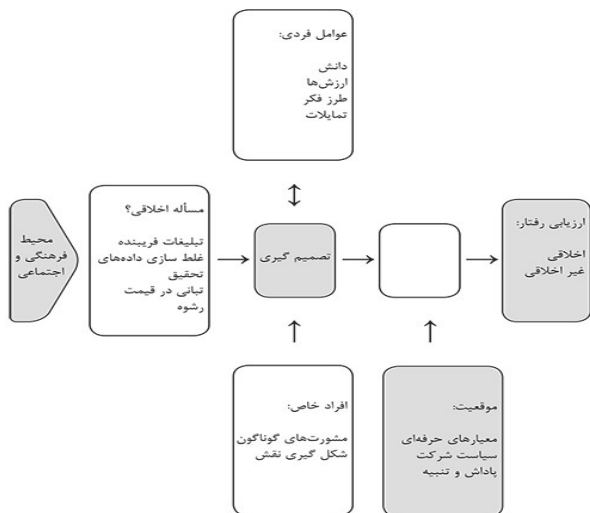 عوامل فردی:
دانش
ارزش‌ها
طرز فکر
تمایلات
محیط
فرهنگی و
اجتماعی
مسأله اخلاقی؟
تبلیغات فریبنده
غلط سازی داده‌های
تحقیق
تبانی در قیمت
رشوه
تصمیم گیری
ارزیابی رفتار:
اخلاقی
غیر اخلاقی
افراد خاص:
مشورت‌های گوناگون
شکل گیری نقش
موقعیت:
معیارهای حرفه‌ای
سیاست شرکت
پاداش و تنبیه